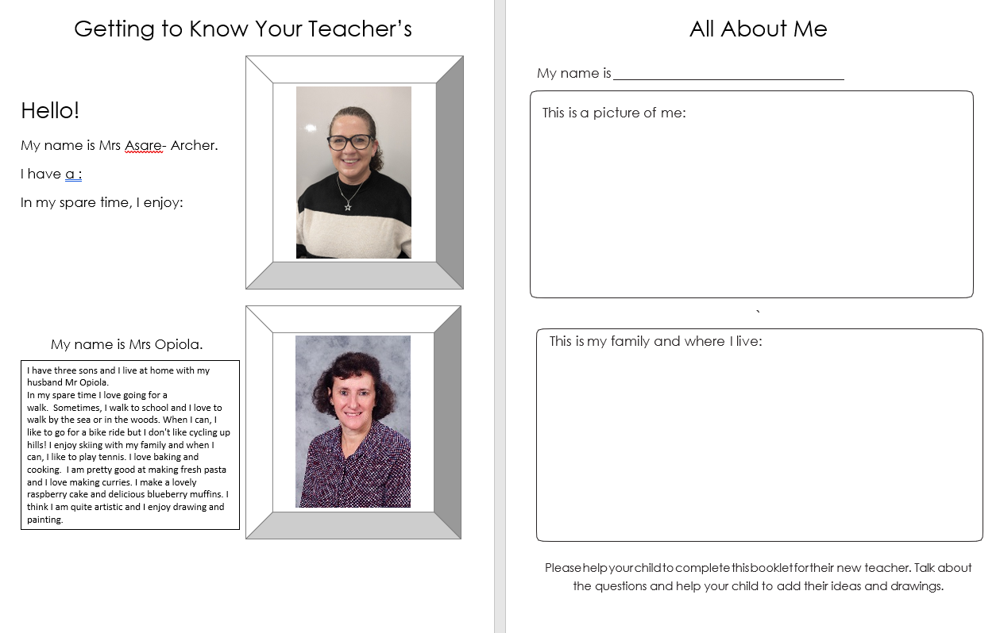 Getting to Know Your Teacher’s
Hello!
My name is Mrs Asare- Archer.
I have a :
In my spare time, I enjoy:
My name is Mrs Opiola.
I have three sons and I live at home with my
husband Mr Opiola.
In my spare time I love going for a
walk.  Sometimes, I walk to school and I love to
walk by the sea or in the woods. When I can, I
like to go for a bike ride but I don't like cycling up
hills! I enjoy skiing with my family and when I
can, I like to play tennis. I love baking and
cooking.  I am pretty good at making fresh pasta
and I love making curries. I make a lovely
raspberry cake and delicious blueberry muffins. I
think I am quite artistic and I enjoy drawing and
painting.
All About Me
My name is ______________________________
This is a picture of me:
`
This is my family and where I live:
Please help your child to complete this booklet for their new teacher. Talk about
the questions and help your child to add their ideas and drawings.